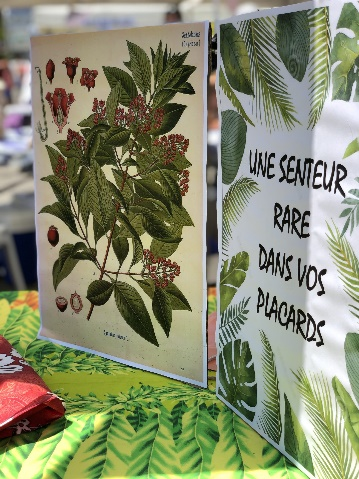 UNE SENTEUR
RARE
DANS VOS
PLACARDS